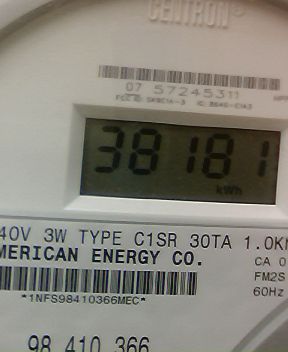 CENTRON®
07 57245311
38181
kWh
40V 3W TYPE C1SR 30TA 1.0K
MERICAN ENERGY CO.
CA 0
FM2S
*1NFS98410366MEC*
60Hz
98 410 366